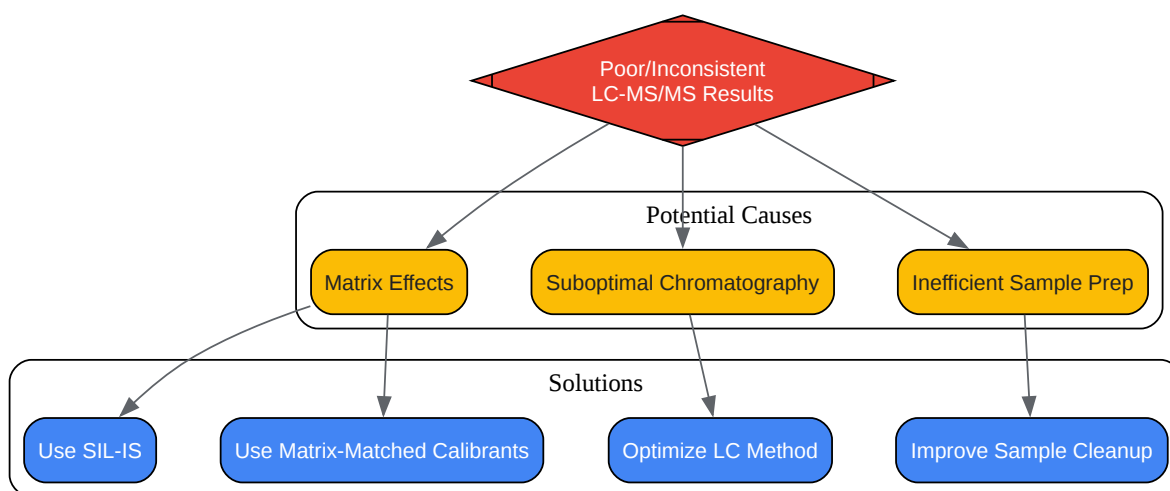 Poor/Inconsistent
LC-MS/MS Results
Potential Causes
Matrix Effects
Suboptimal Chromatography
Inefficient Sample Prep
Solutions
Use SIL-IS
Use Matrix-Matched Calibrants
Optimize LC Method
Improve Sample Cleanup